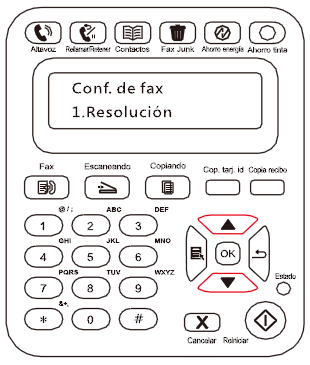 Altavoz Rellamar/Retener Contactos Fax Junk Ahorro energía Ahorro tinta
Conf. de fax
1.Resolución
Fax Escaneando Copiando Cop. tarj. id Copia recibo
@ / : ABC DEF
1 2 3
GHI JKL MNO
4 5 6 OK
PQRS TUV WXYZ Estado
7 8 9
&+,
* 0 # X
Cancelar Reiniciar